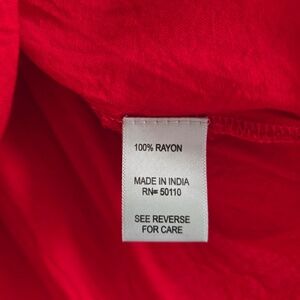 100% RAYON
MADE IN INDIA
RN# 50110
SEE REVERSE
FOR CARE